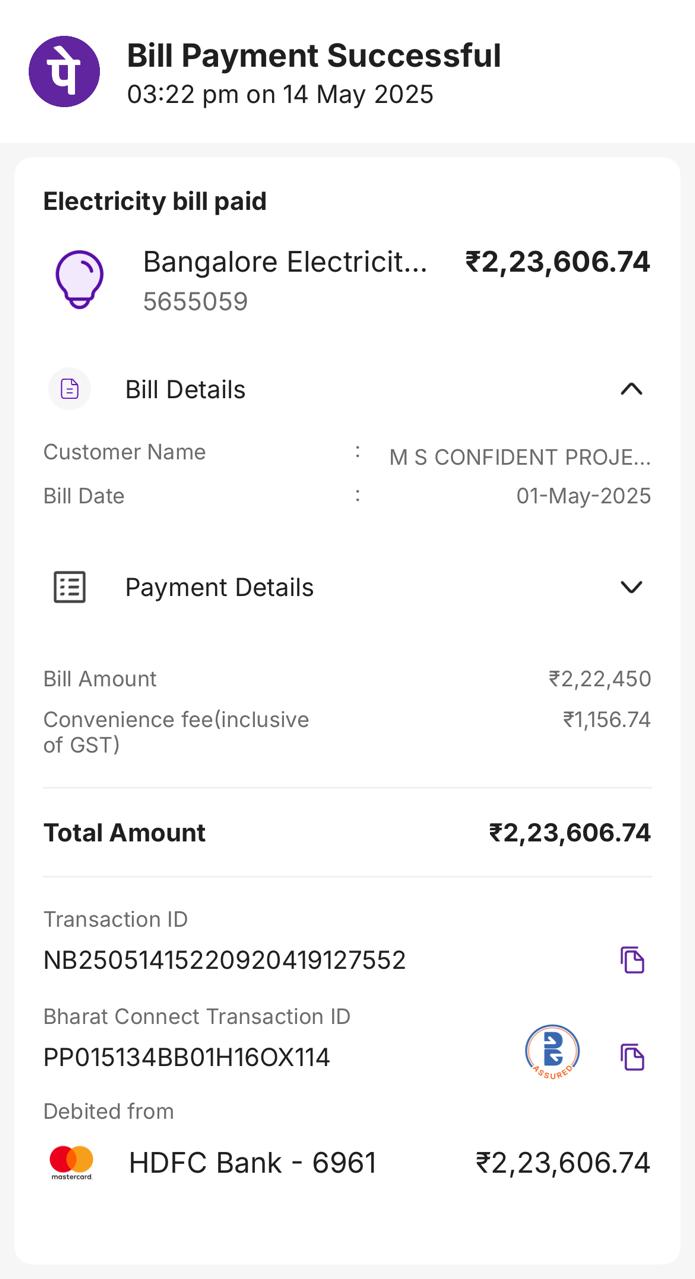 पे
Bill Payment Successful
03:22 pm on 14 May 2025
Electricity bill paid
Bangalore Electricit... ₹2,23,606.74
5655059
Bill Details
Customer Name : M S CONFIDENT PROJE...
Bill Date : 01-May-2025
Payment Details
Bill Amount ₹2,22,450
Convenience fee(inclusive ₹1,156.74
of GST)
Total Amount ₹2,23,606.74
Transaction ID
NB25051415220920419127552
Bharat Connect Transaction ID
PP015134BB01H16OX114
ASSURED
Debited from
mastercard
HDFC Bank - 6961 ₹2,23,606.74